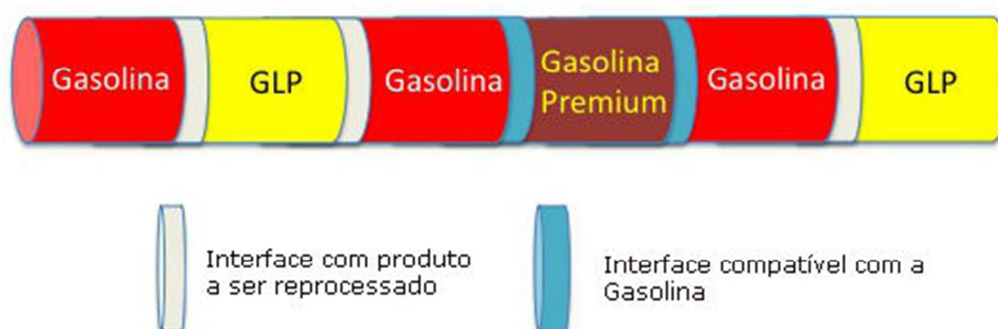 Gasolina
GLP
Gasolina
Gasolina
Premium
Gasolina
GLP
Interface com produto
a ser reprocessado
Interface compatível com a
Gasolina